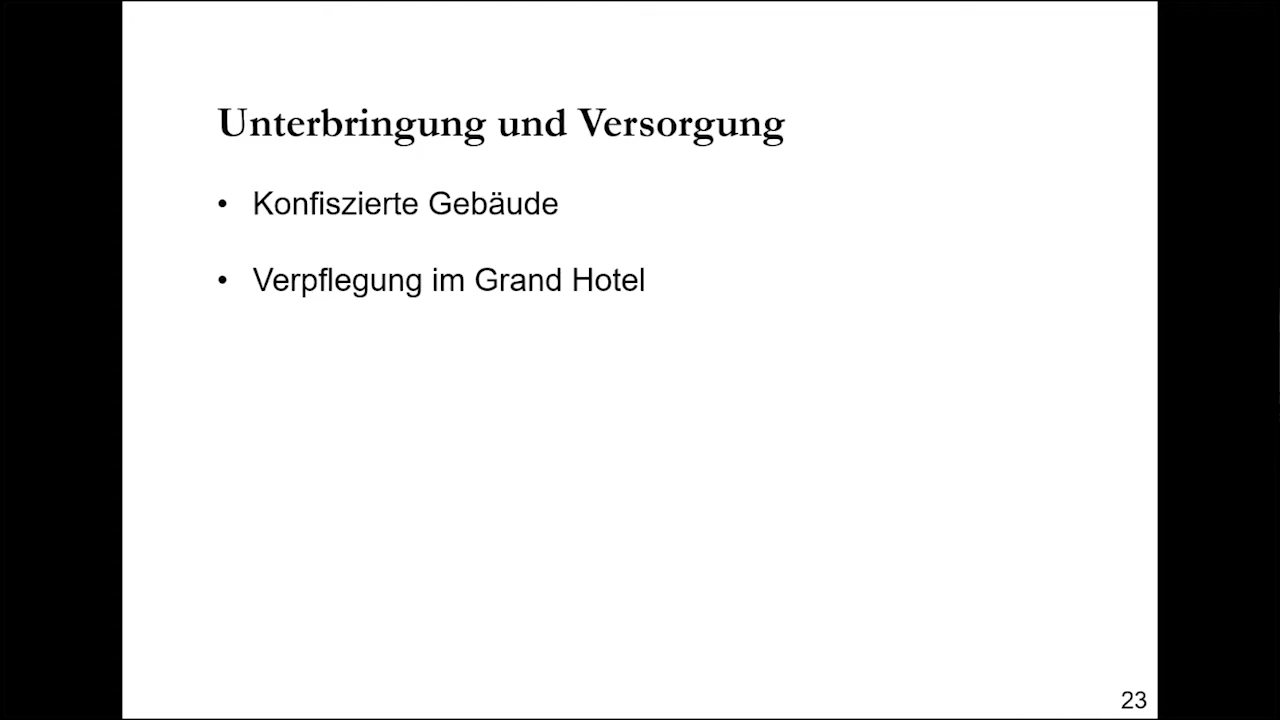 Unterbringung und Versorgung
• Konfiszierte Gebäude
• Verpflegung im Grand Hotel
23